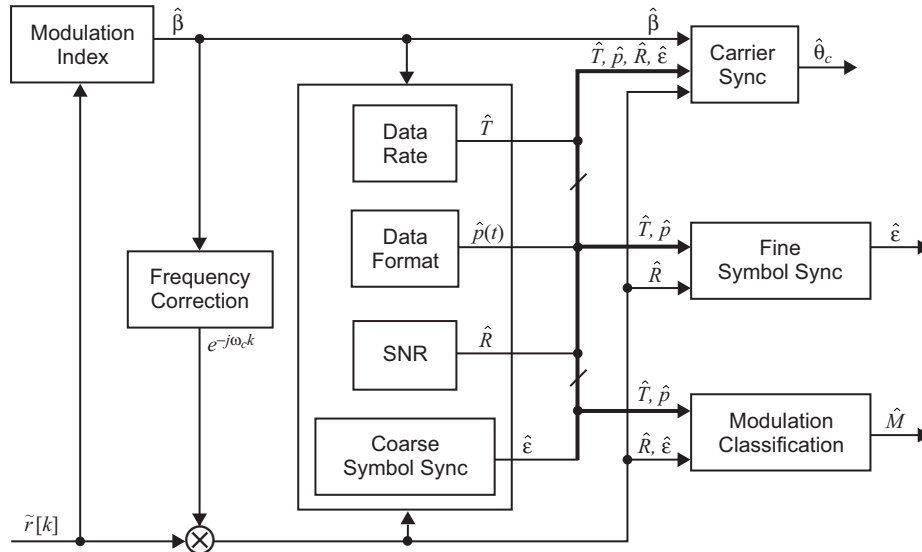 Modulation
Index
β̂
β̂
Carrier
Sync
θ̂c
T̂, p̂, R̂, ε̂
Data
Rate
T̂
Data
Format
p̂(t)
T̂, p̂
Fine
Symbol Sync
ε̂
R̂
Frequency
Correction
e^{–jω_c k}
SNR
R̂
T̂, p̂
Modulation
Classification
M̂
Coarse
Symbol Sync
ε̂
R̂, ε̂
r̃[k]